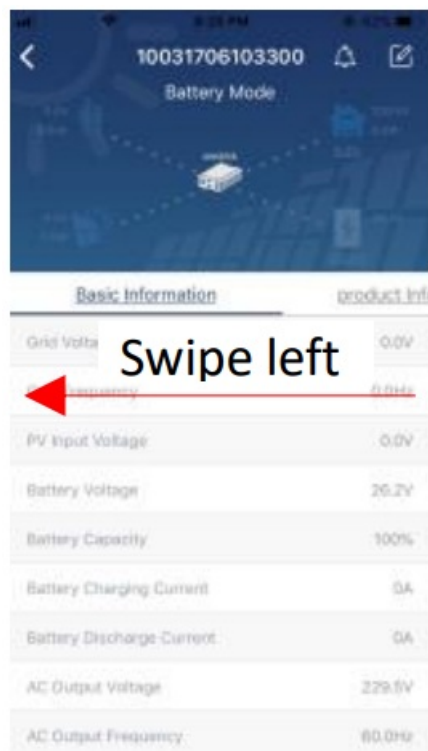 10031706103300
Battery Mode
Basic Information
product Inf
Grid Volta
0.0V
Swipe left
0.0Hz
PV Input Voltage
0.0V
Battery Voltage
26.2V
Battery Capacity
100%
Battery Charging Current
0A
Battery Discharge Current
0A
AC Output Voltage
229.5V
AC Output Frequency
60.0Hz